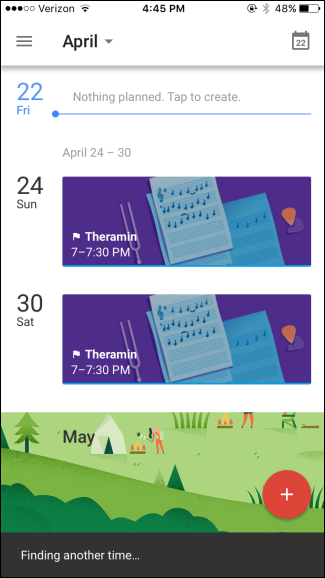 Verizon 4:45 PM 48%
April 22
22 Nothing planned. Tap to create.
Fri
April 24 – 30
24
Sun
Theramin
7–7:30 PM
30
Sat
Theramin
7–7:30 PM
May
+
Finding another time...